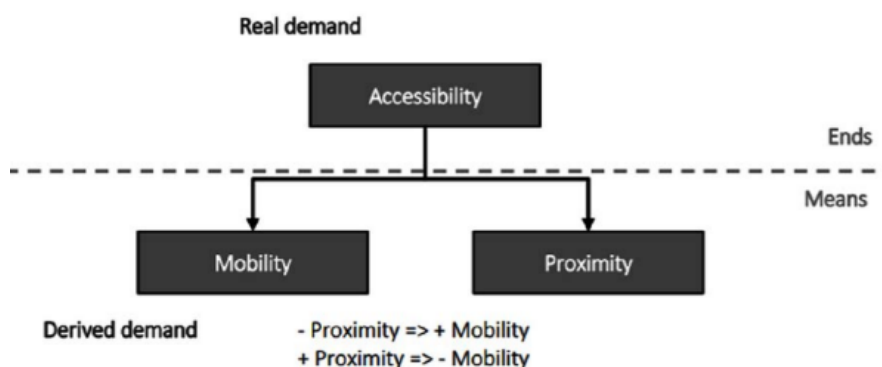 Real demand
Accessibility
Ends
Means
Mobility
Proximity
Derived demand
- Proximity => + Mobility
+ Proximity => - Mobility